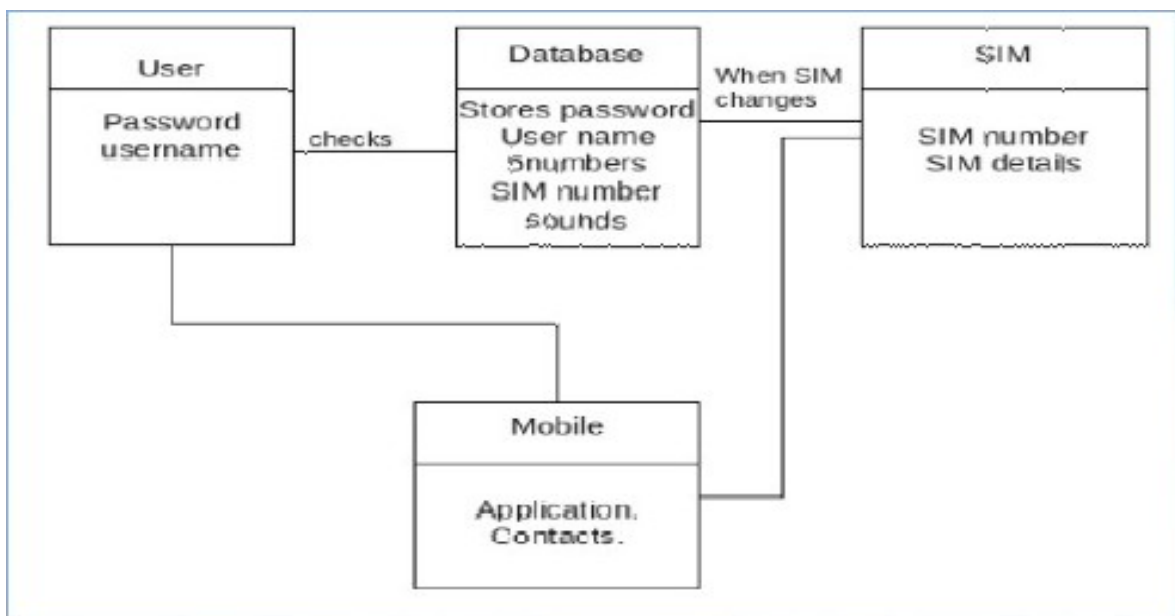 User
Password
username
checks
Database
Stores password
User name
5numbers
SIM number
sounds
When SIM
changes
SIM
SIM number
SIM details
Mobile
Application.
Contacts.